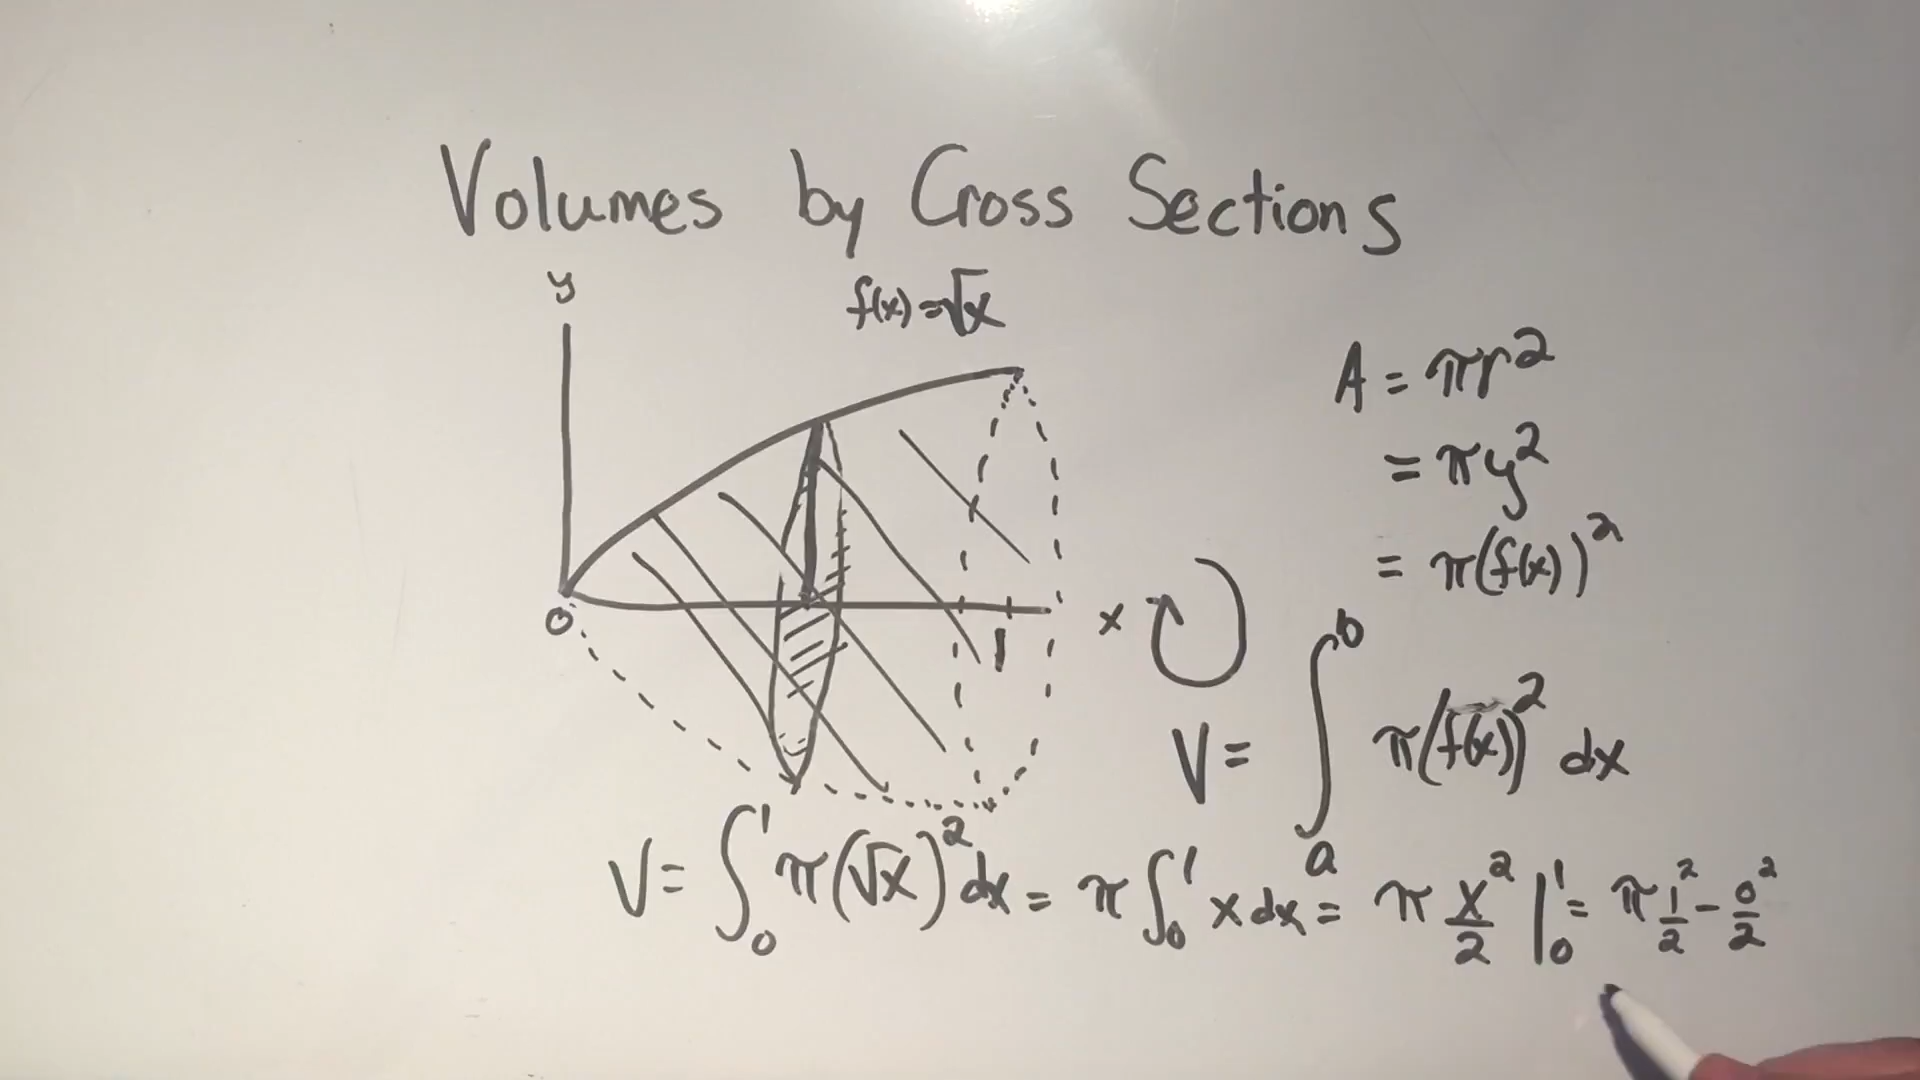 Volumes by Cross Sections
y
f(x) = √x
A = πr²
= πy²
= π(f(x))²
0
1
x
V = ∫ₐᵇ π(f(x))² dx
V = ∫₀¹ π(√x)² dx = π ∫₀¹ x dx = π x²/2 |₀¹ = π 1²/2 - 0²/2